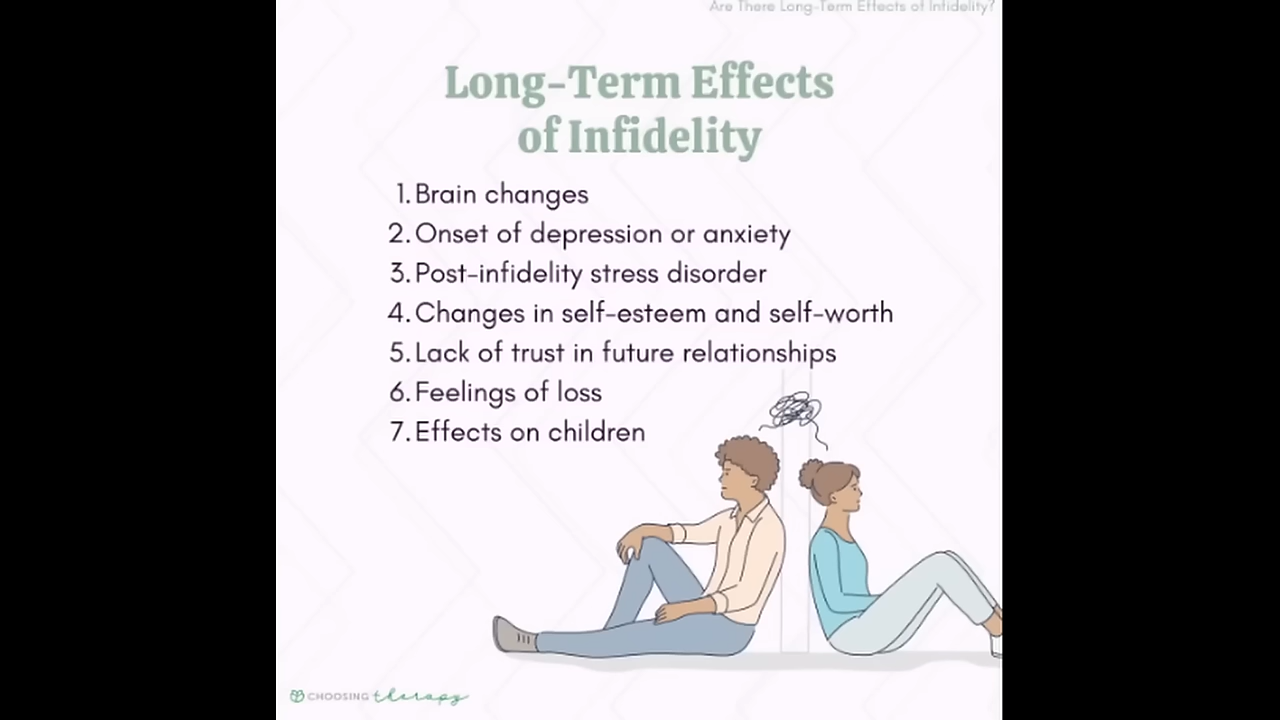 Are There Long-Term Effects of Infidelity?
Long-Term Effects
of Infidelity
1. Brain changes
2. Onset of depression or anxiety
3. Post-infidelity stress disorder
4. Changes in self-esteem and self-worth
5. Lack of trust in future relationships
6. Feelings of loss
7. Effects on children
CHOOSING therapy